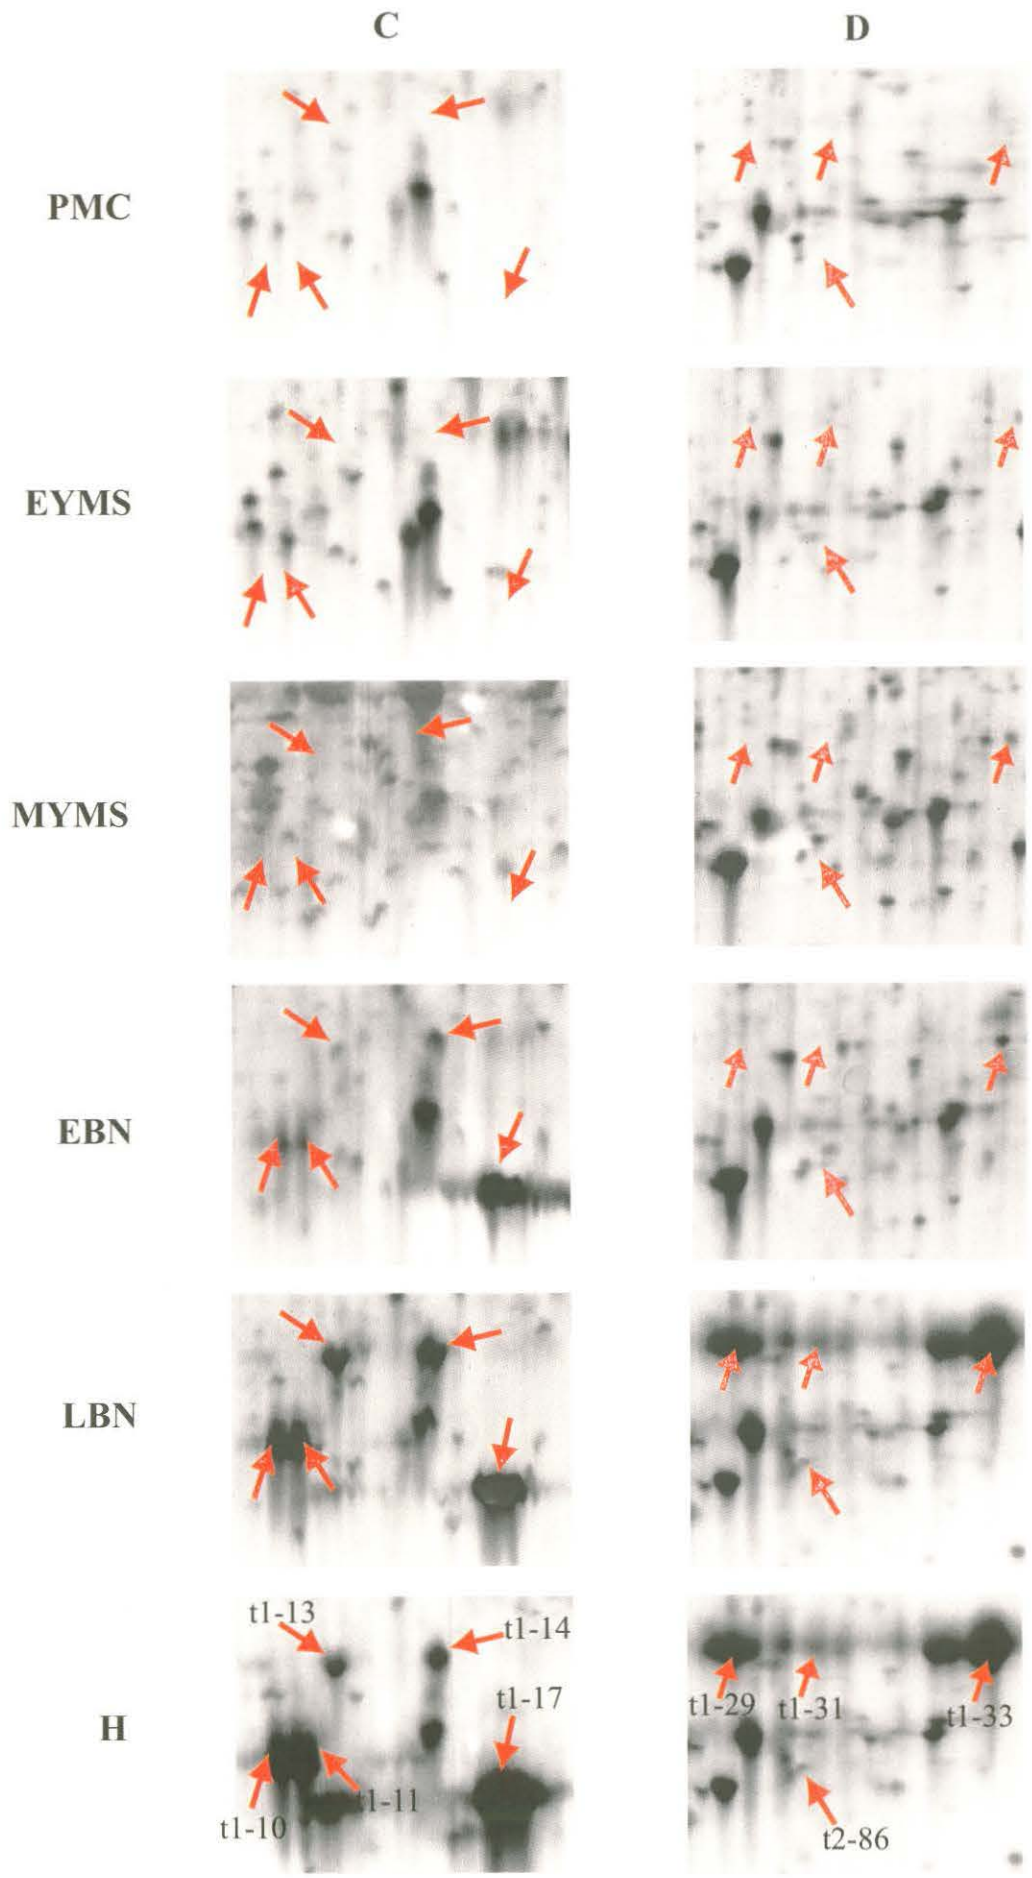 C D
PMC
EYMS
MYMS
EBN
LBN
H
t1-13
t1-14
t1-17
t1-11
t1-10
t1-29 t1-31 t1-33
t2-86